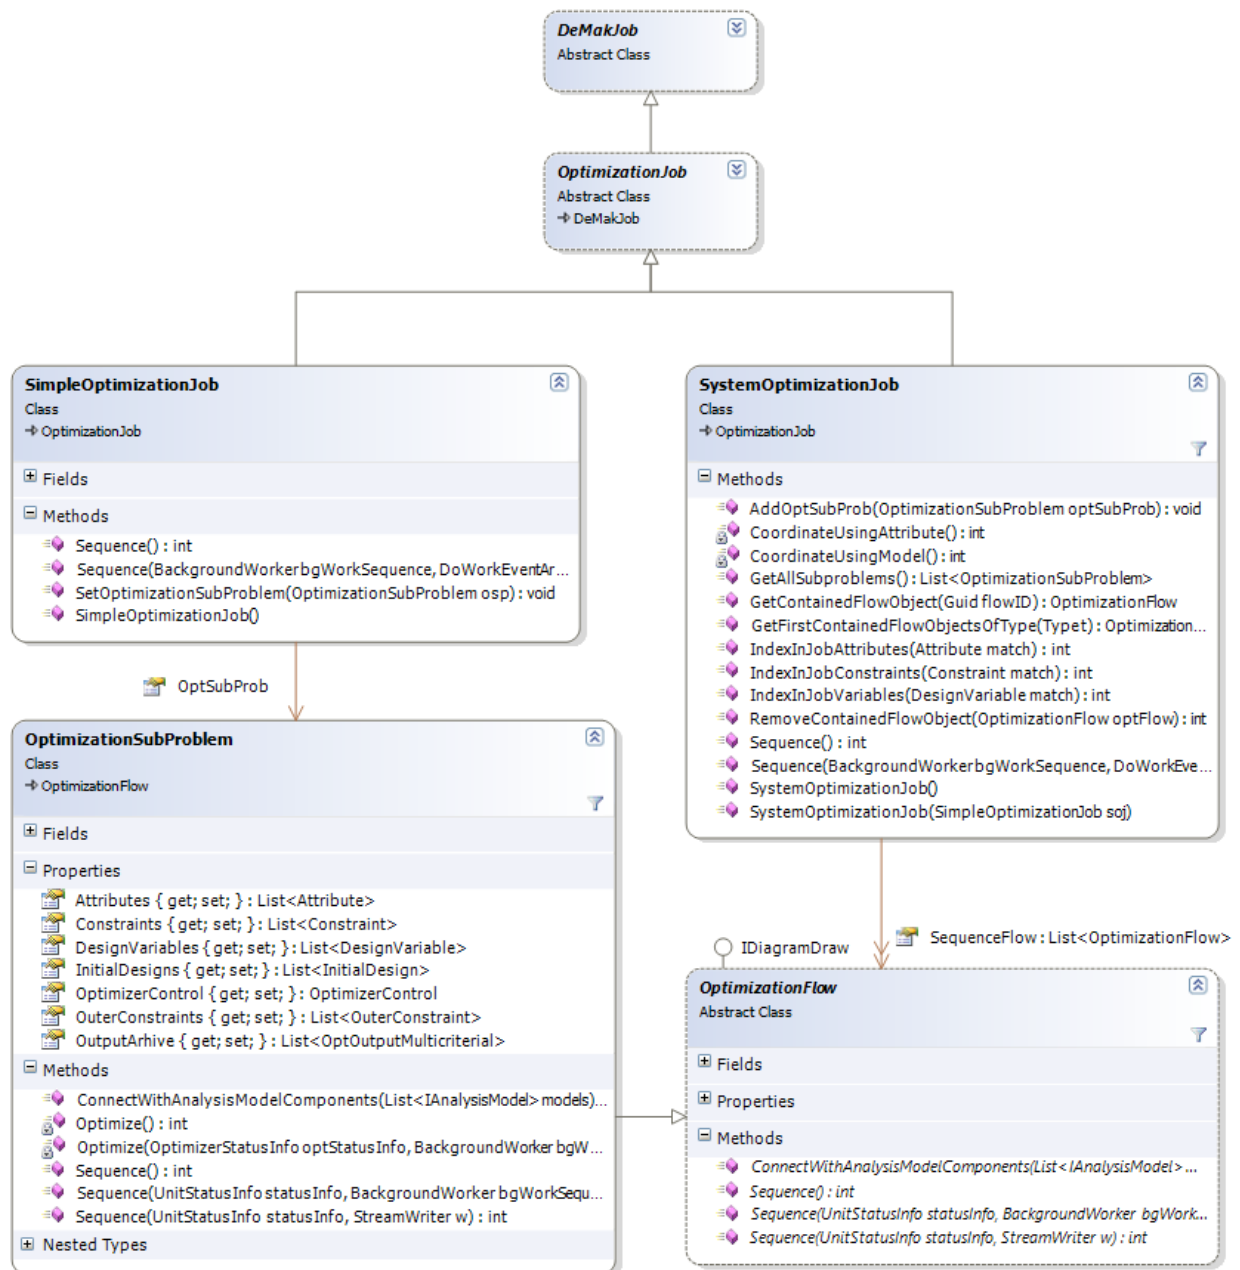 DeMakJob
Abstract Class
OptimizationJob
Abstract Class
DeMakJob
SimpleOptimizationJob
Class
OptimizationJob
Fields
Methods
Sequence() : int
Sequence(BackgroundWorker bgWorkSequence, DoWorkEventAr...
SetOptimizationSubProblem(OptimizationSubProblem osp) : void
SimpleOptimizationJob()
SystemOptimizationJob
Class
OptimizationJob
Methods
AddOptSubProb(OptimizationSubProblem optSubProb) : void
CoordinateUsingAttribute() : int
CoordinateUsingModel() : int
GetAllSubproblems() : List<OptimizationSubProblem>
GetContainedFlowObject(Guid flowID) : OptimizationFlow
GetFirstContainedFlowObjectsOfType(Type t) : Optimization...
IndexInJobAttributes(Attribute match) : int
IndexInJobConstraints(Constraint match) : int
IndexInJobVariables(DesignVariable match) : int
RemoveContainedFlowObject(OptimizationFlow optFlow) : int
Sequence() : int
Sequence(BackgroundWorker bgWorkSequence, DoWorkEve...
SystemOptimizationJob()
SystemOptimizationJob(SimpleOptimizationJob soj)
OptSubProb
OptimizationSubProblem
Class
OptimizationFlow
Fields
Properties
Attributes { get; set; } : List<Attribute>
Constraints { get; set; } : List<Constraint>
DesignVariables { get; set; } : List<DesignVariable>
InitialDesigns { get; set; } : List<InitialDesign>
OptimizerControl { get; set; } : OptimizerControl
OuterConstraints { get; set; } : List<OuterConstraint>
OutputArhive { get; set; } : List<OptOutputMulticriterial>
Methods
ConnectWithAnalysisModelComponents(List<IAnalysisModel> models)...
Optimize() : int
Optimize(OptimizerStatusInfo optStatusInfo, BackgroundWorker bgW...
Sequence() : int
Sequence(UnitStatusInfo statusInfo, BackgroundWorker bgWorkSequ...
Sequence(UnitStatusInfo statusInfo, StreamWriter w) : int
Nested Types
SequenceFlow : List<OptimizationFlow>
IDiagramDraw
OptimizationFlow
Abstract Class
Fields
Properties
Methods
ConnectWithAnalysisModelComponents(List<IAnalysisModel> ...
Sequence() : int
Sequence(UnitStatusInfo statusInfo, BackgroundWorker bgWork...
Sequence(UnitStatusInfo statusInfo, StreamWriter w) : int